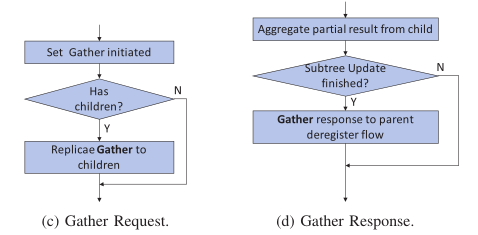 Set Gather initiated
Has
children?
N
Y
Replicae Gather to
children
(c) Gather Request.
Aggregate partial result from child
Subtree Update
finished?
N
Y
Gather response to parent
deregister flow
(d) Gather Response.